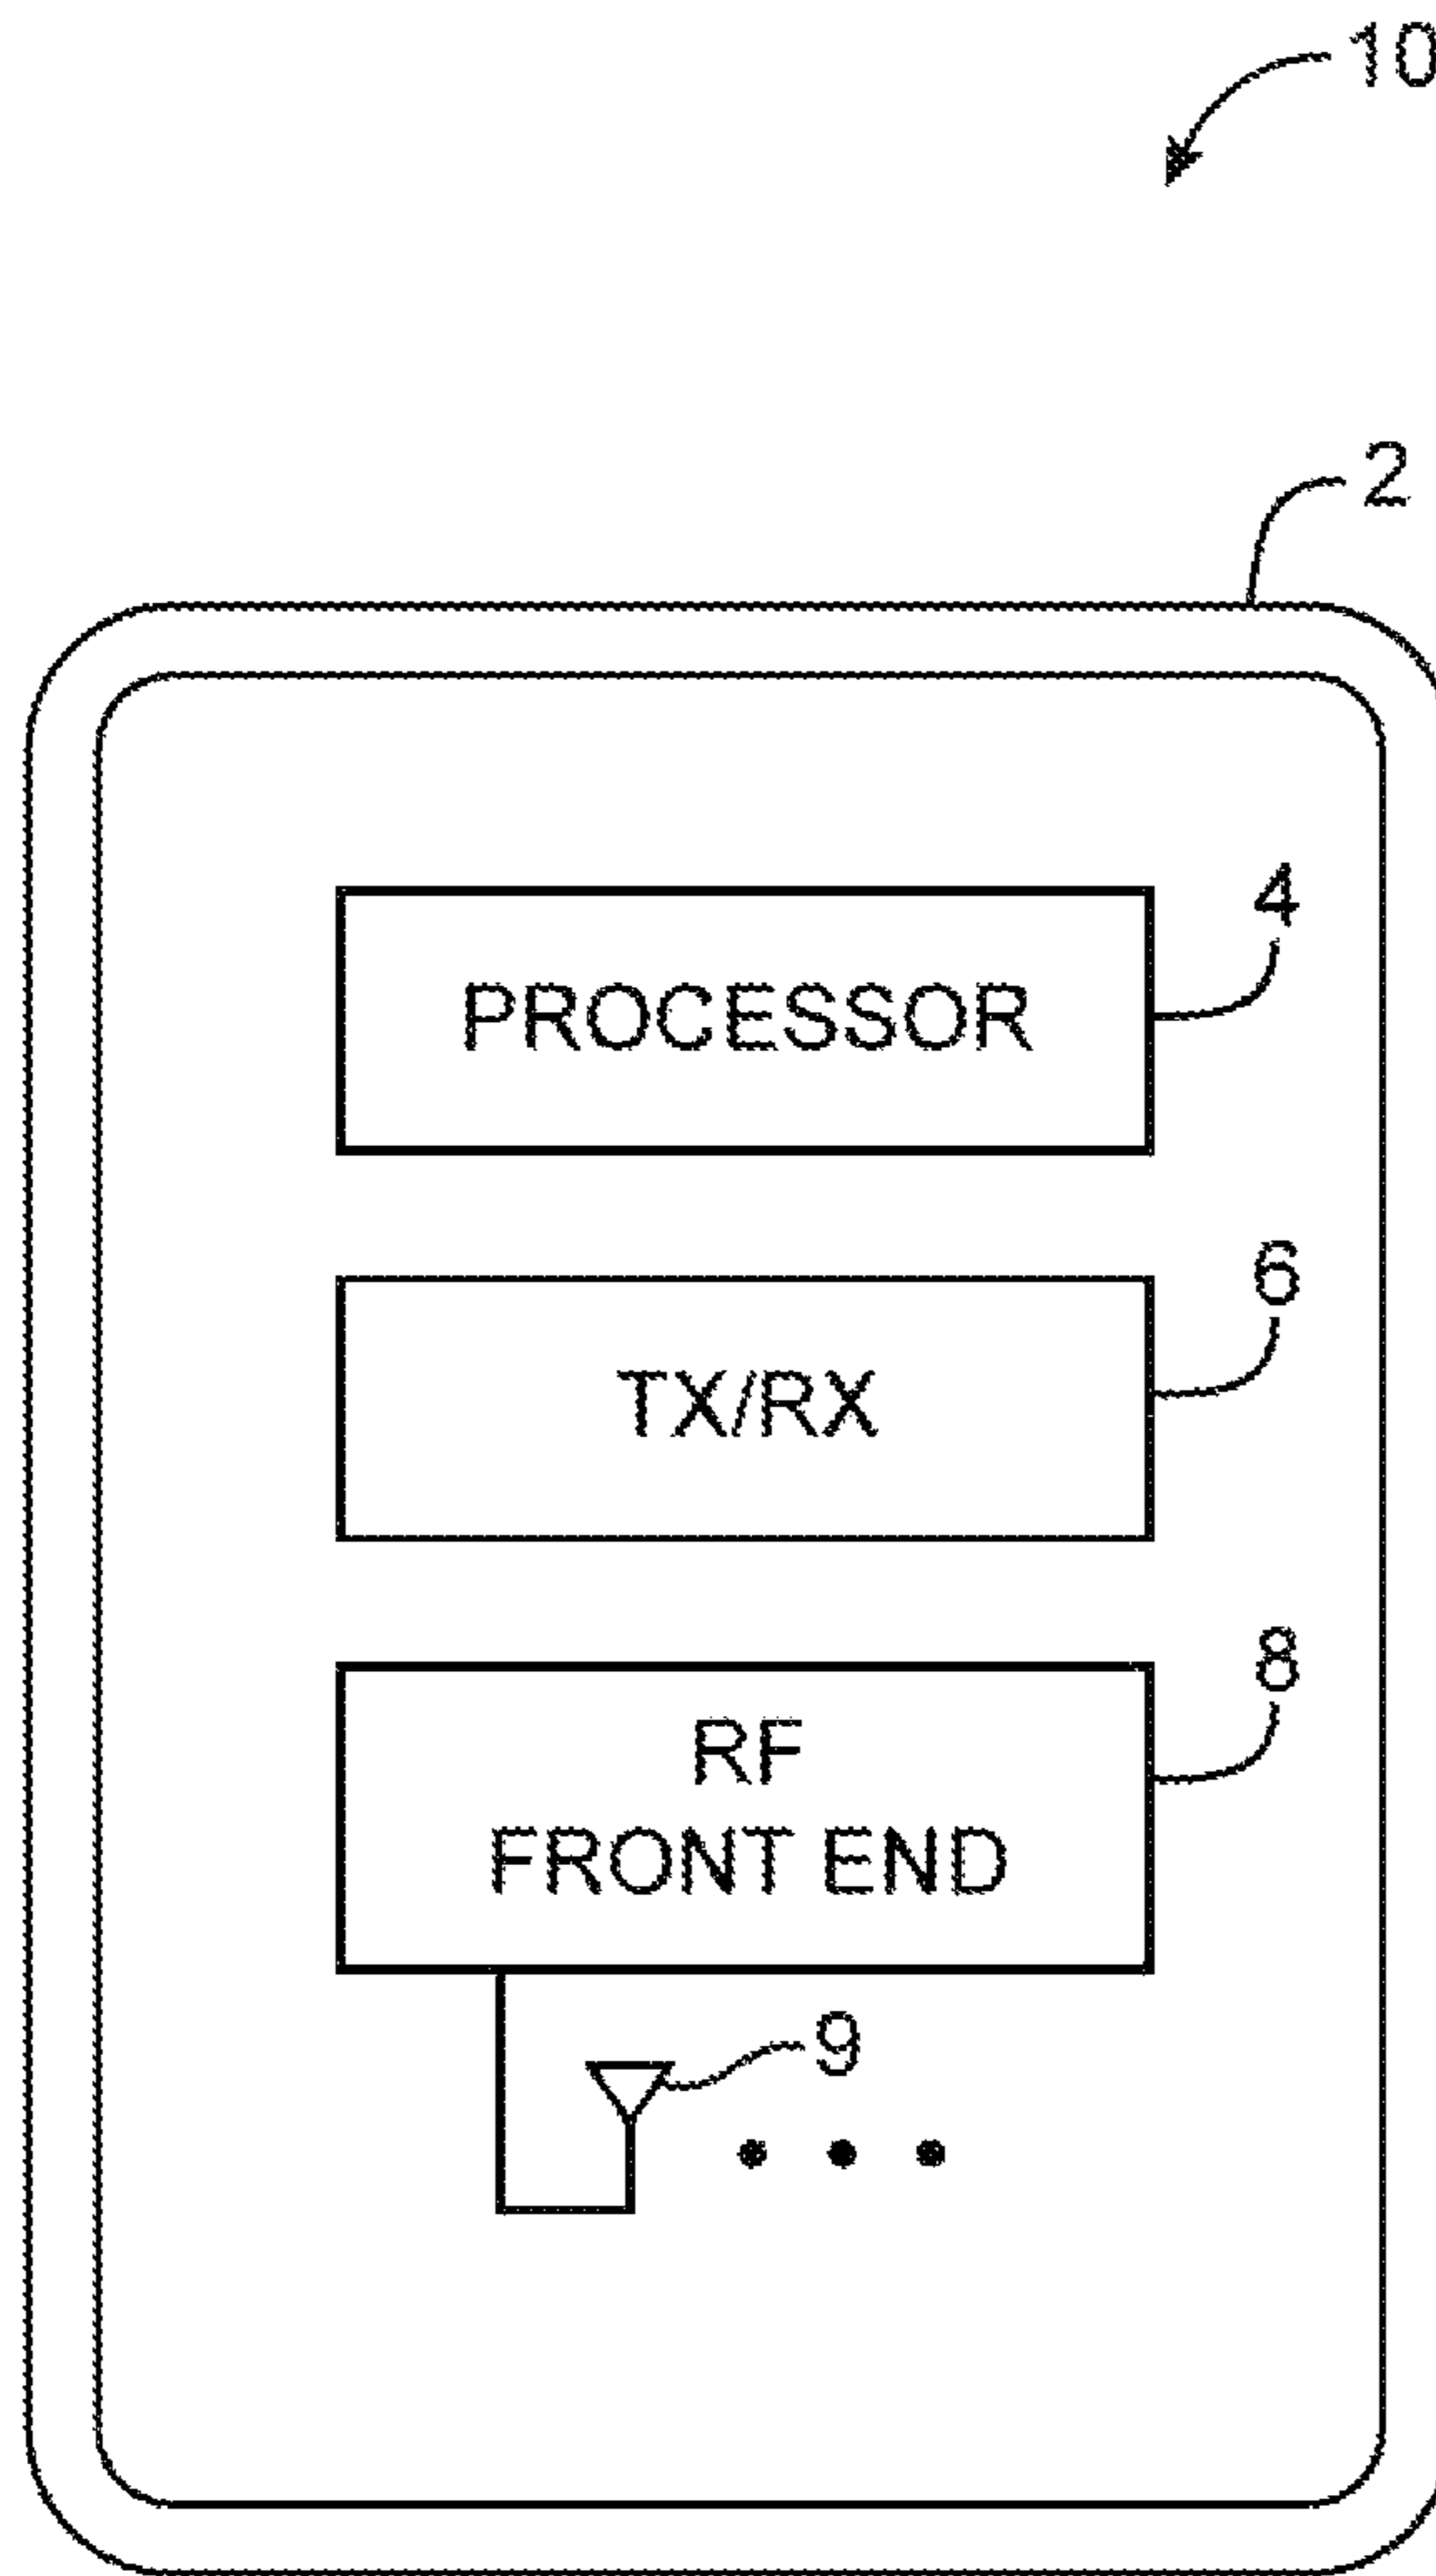 10
2
PROCESSOR
4
TX/RX
6
RF
FRONT END
8
9